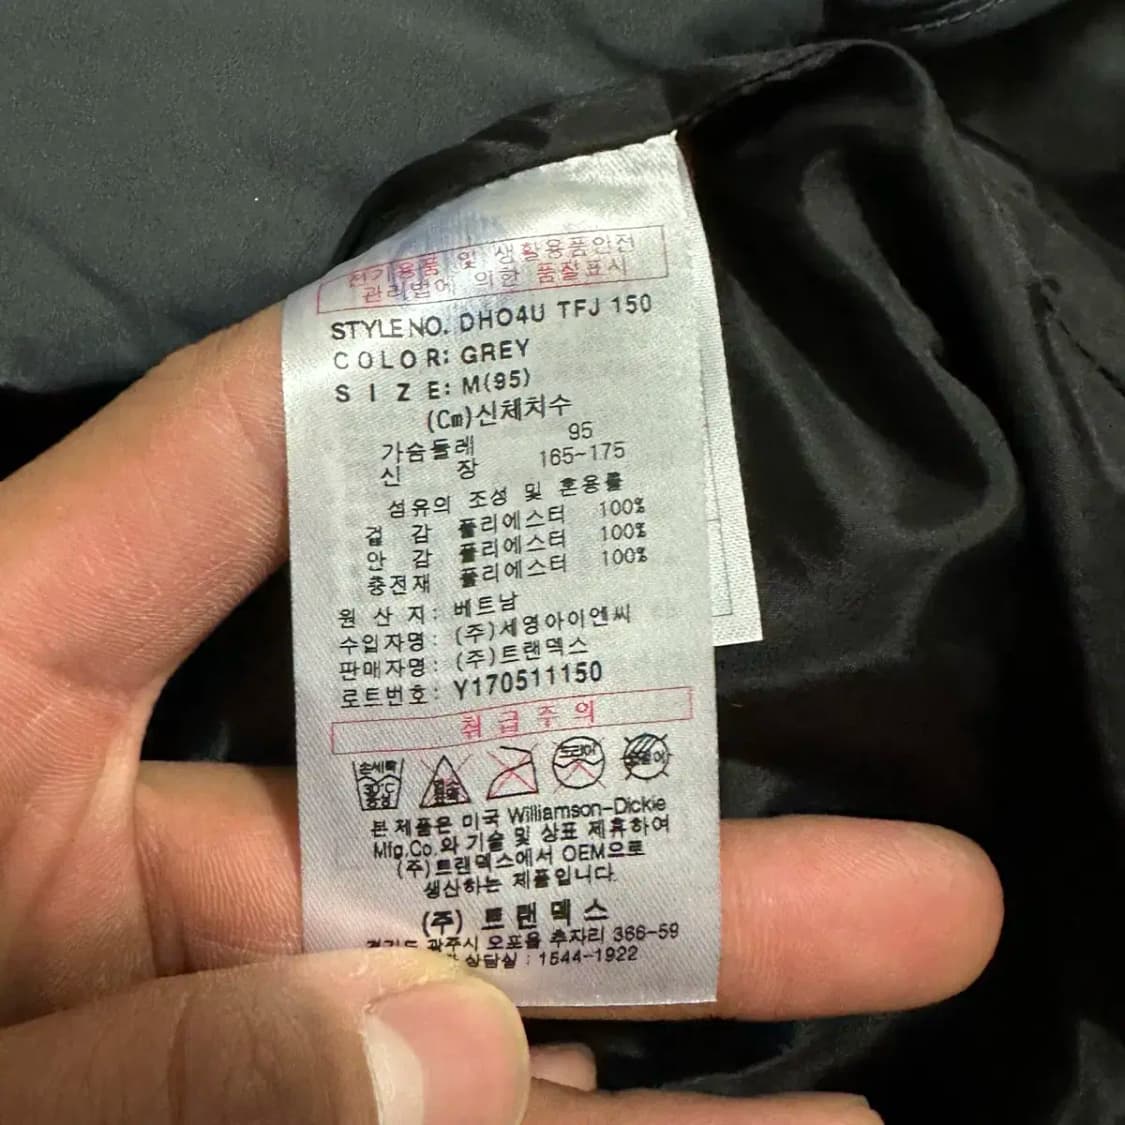 전기용품 및 생활용품안전
관리법에 의한 품질표시
STYLE NO. DHO4U TFJ 150
COLOR: GREY
SIZE: M(95)
(Cm)신체치수
가슴둘레 95
신 장 165~175
섬유의 조성 및 혼용률
겉 감 폴리에스터 100%
안 감 폴리에스터 100%
충전재 폴리에스터 100%
원 산 지: 베트남
수입자명: (주)세영아이엔씨
판매자명: (주)트랜덱스
로트번호: Y170511150
취급주의
손세탁 드라이
30℃
중성
본 제품은 미국 Williamson-Dickie
Mfg.Co.와 기술 및 상표 제휴하여
(주)트랜덱스에서 OEM으로
생산하는 제품입니다.
(주) 트랜덱스
경기도 광주시 오포읍 추자리 366-59
상담실 : 1544-1922